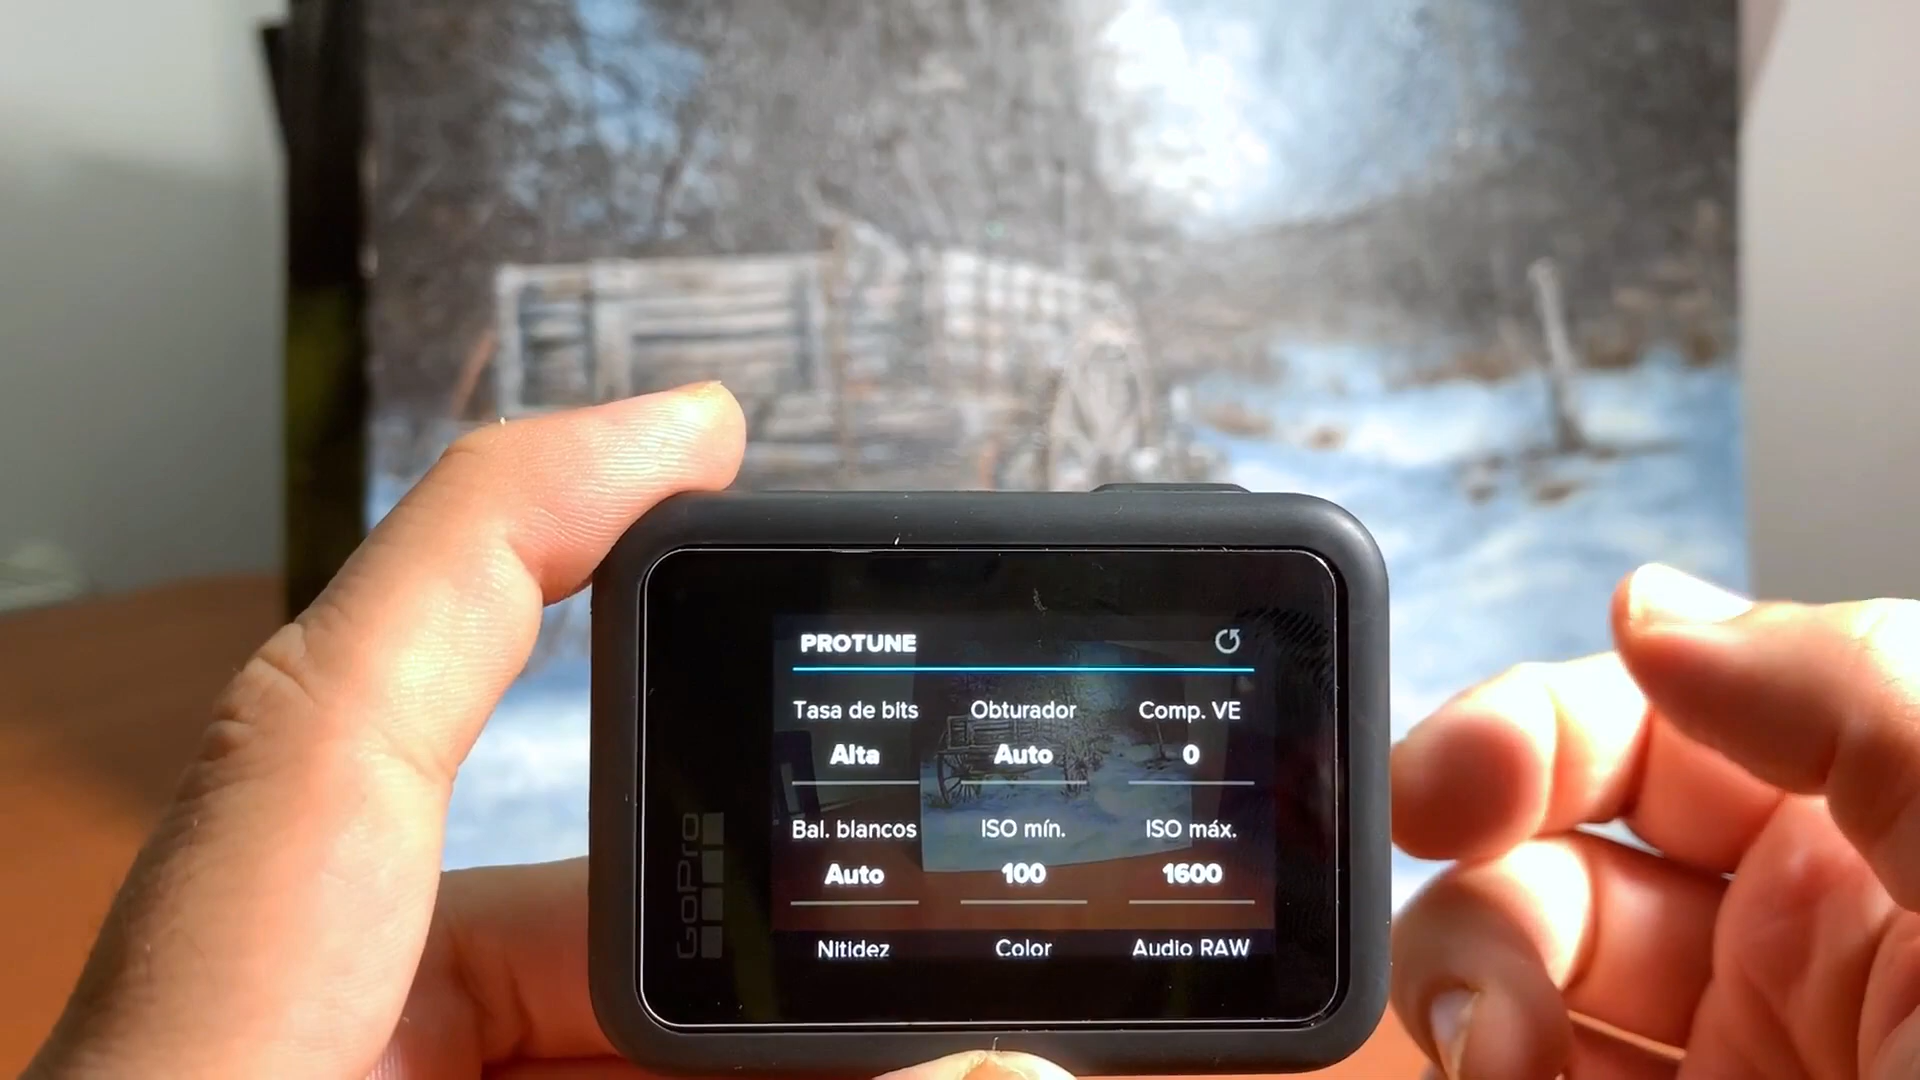 PROTUNE
Tasa de bits Obturador Comp. VE
Alta Auto 0
Bal. blancos ISO mín. ISO máx.
Auto 100 1600
Nitidez Color Audio RAW
GoPro